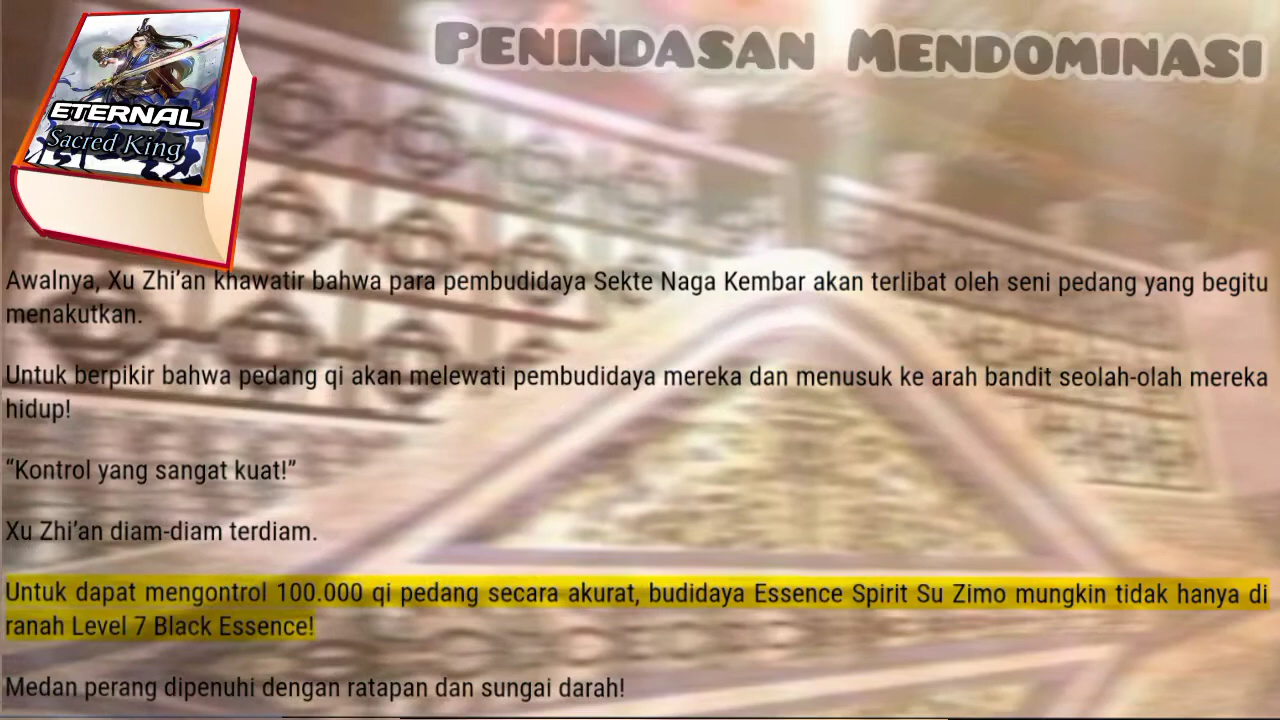 PENINDASAN MENDOMINASI
ETERNAL
Sacred King
Awalnya, Xu Zhi’an khawatir bahwa para pembudidaya Sekte Naga Kembar akan terlibat oleh seni pedang yang begitu
menakutkan.
Untuk berpikir bahwa pedang qi akan melewati pembudidaya mereka dan menusuk ke arah bandit seolah-olah mereka
hidup!
“Kontrol yang sangat kuat!”
Xu Zhi’an diam-diam terdiam.
Untuk dapat mengontrol 100.000 qi pedang secara akurat, budidaya Essence Spirit Su Zimo mungkin tidak hanya di
ranah Level 7 Black Essence!
Medan perang dipenuhi dengan ratapan dan sungai darah!